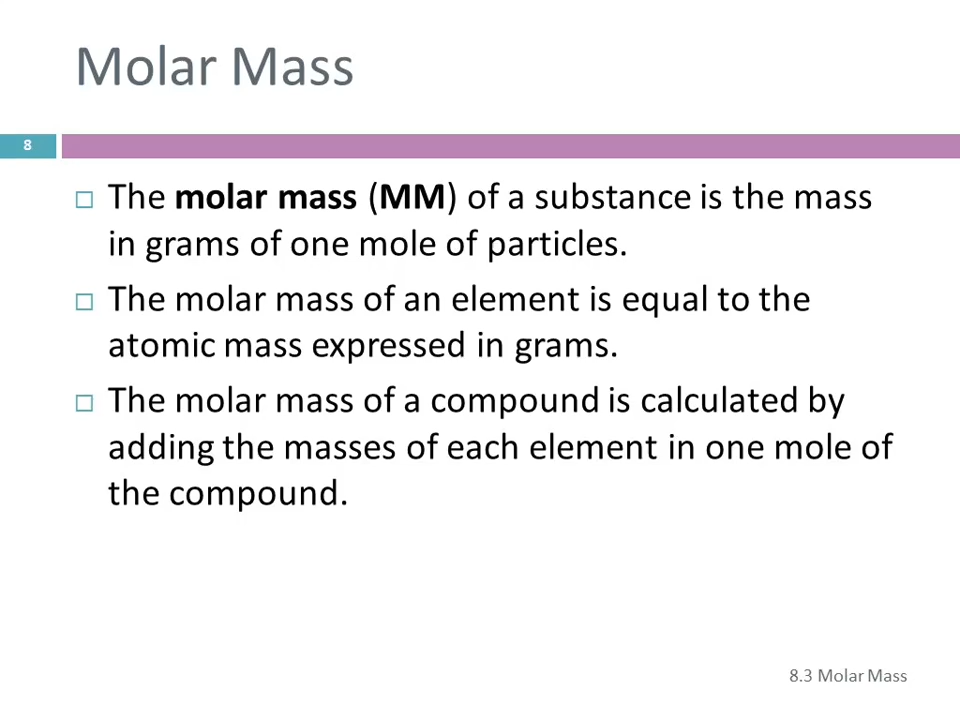 Molar Mass
8
The molar mass (MM) of a substance is the mass
in grams of one mole of particles.
The molar mass of an element is equal to the
atomic mass expressed in grams.
The molar mass of a compound is calculated by
adding the masses of each element in one mole of
the compound.
8.3 Molar Mass